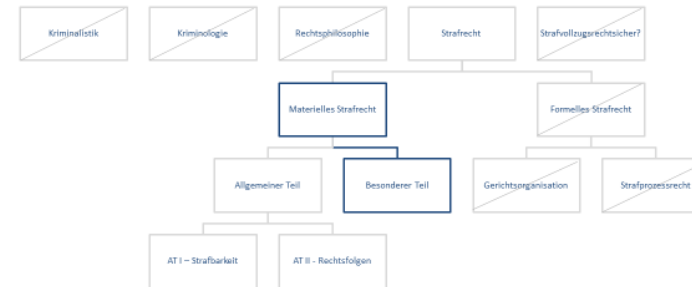 Kriminalistik
Kriminologie
Rechtsphilosophie
Strafrecht
Strafvollzugsrechtsicher?
Materielles Strafrecht
Formelles Strafrecht
Allgemeiner Teil
Besonderer Teil
Gerichtsorganisation
Strafprozessrecht
AT I – Strafbarkeit
AT II - Rechtsfolgen